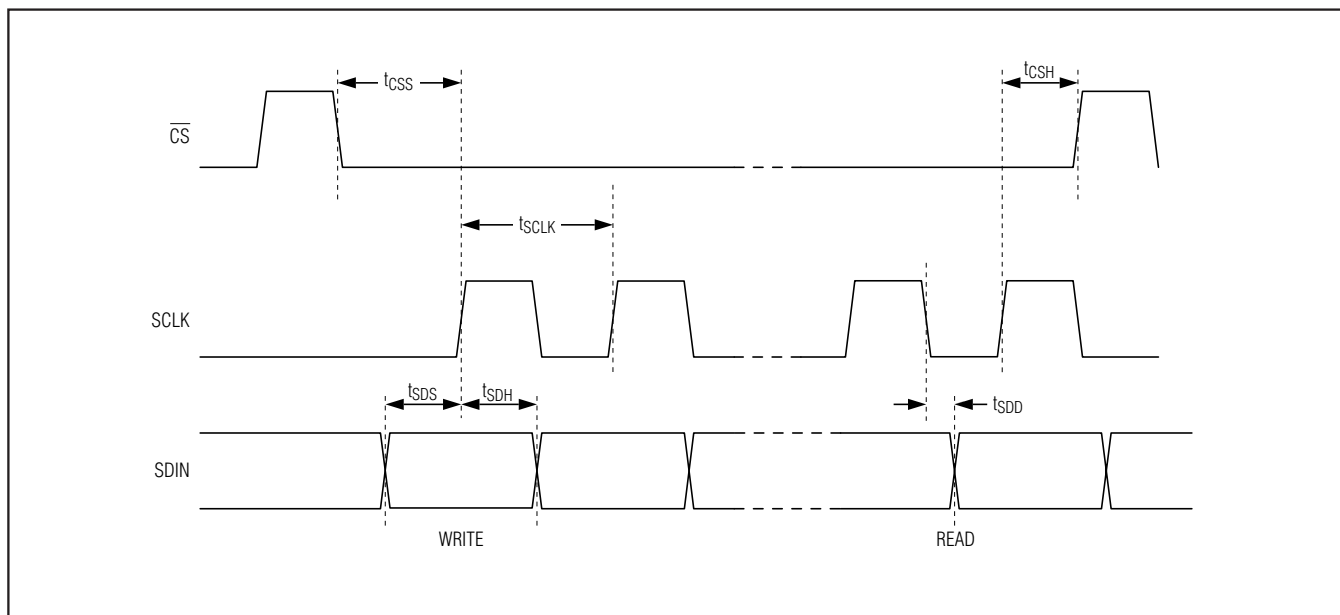 tCSS
tCSH
CS
tSCLK
SCLK
tSDS
tSDH
tSDD
SDIN
WRITE
READ